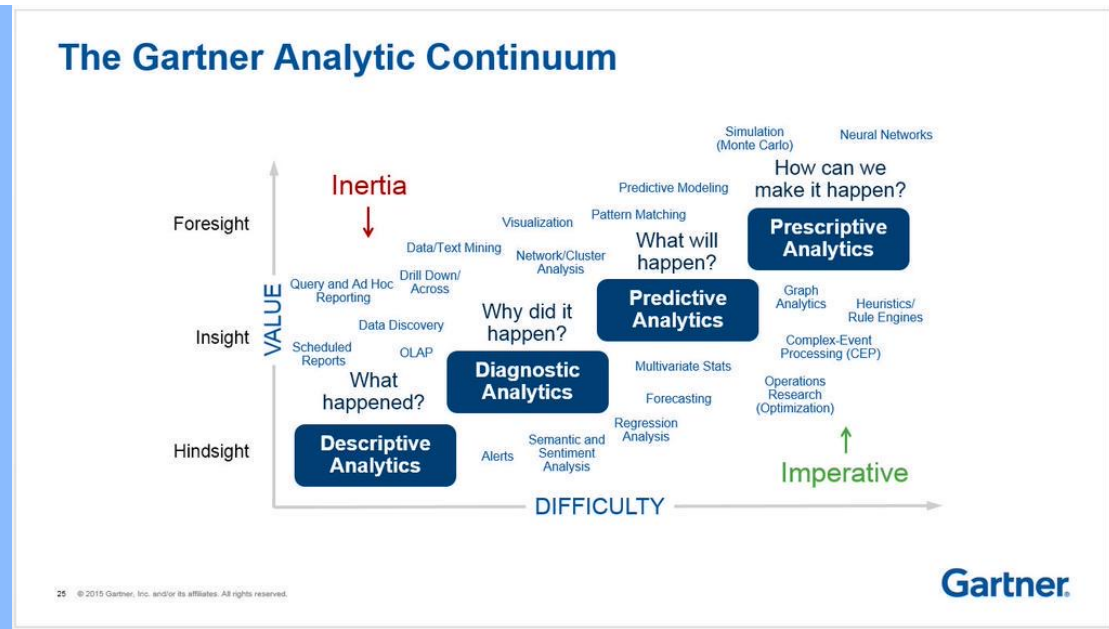 The Gartner Analytic Continuum
Simulation
(Monte Carlo)
Neural Networks
How can we
make it happen?
Inertia
Predictive Modeling
Foresight
Visualization
Pattern Matching
Prescriptive
Analytics
Data/Text Mining
Network/Cluster
Analysis
What will
happen?
Query and Ad Hoc
Reporting
Drill Down/
Across
Predictive
Analytics
Graph
Analytics
Heuristics/
Rule Engines
VALUE
Insight
Data Discovery
Why did it
happen?
Scheduled
Reports
OLAP
Complex-Event
Processing (CEP)
What
happened?
Diagnostic
Analytics
Multivariate Stats
Forecasting
Operations
Research
(Optimization)
Hindsight
Descriptive
Analytics
Alerts
Semantic and
Sentiment
Analysis
Regression
Analysis
Imperative
DIFFICULTY
25 © 2015 Gartner, Inc. and/or its affiliates. All rights reserved.
Gartner®